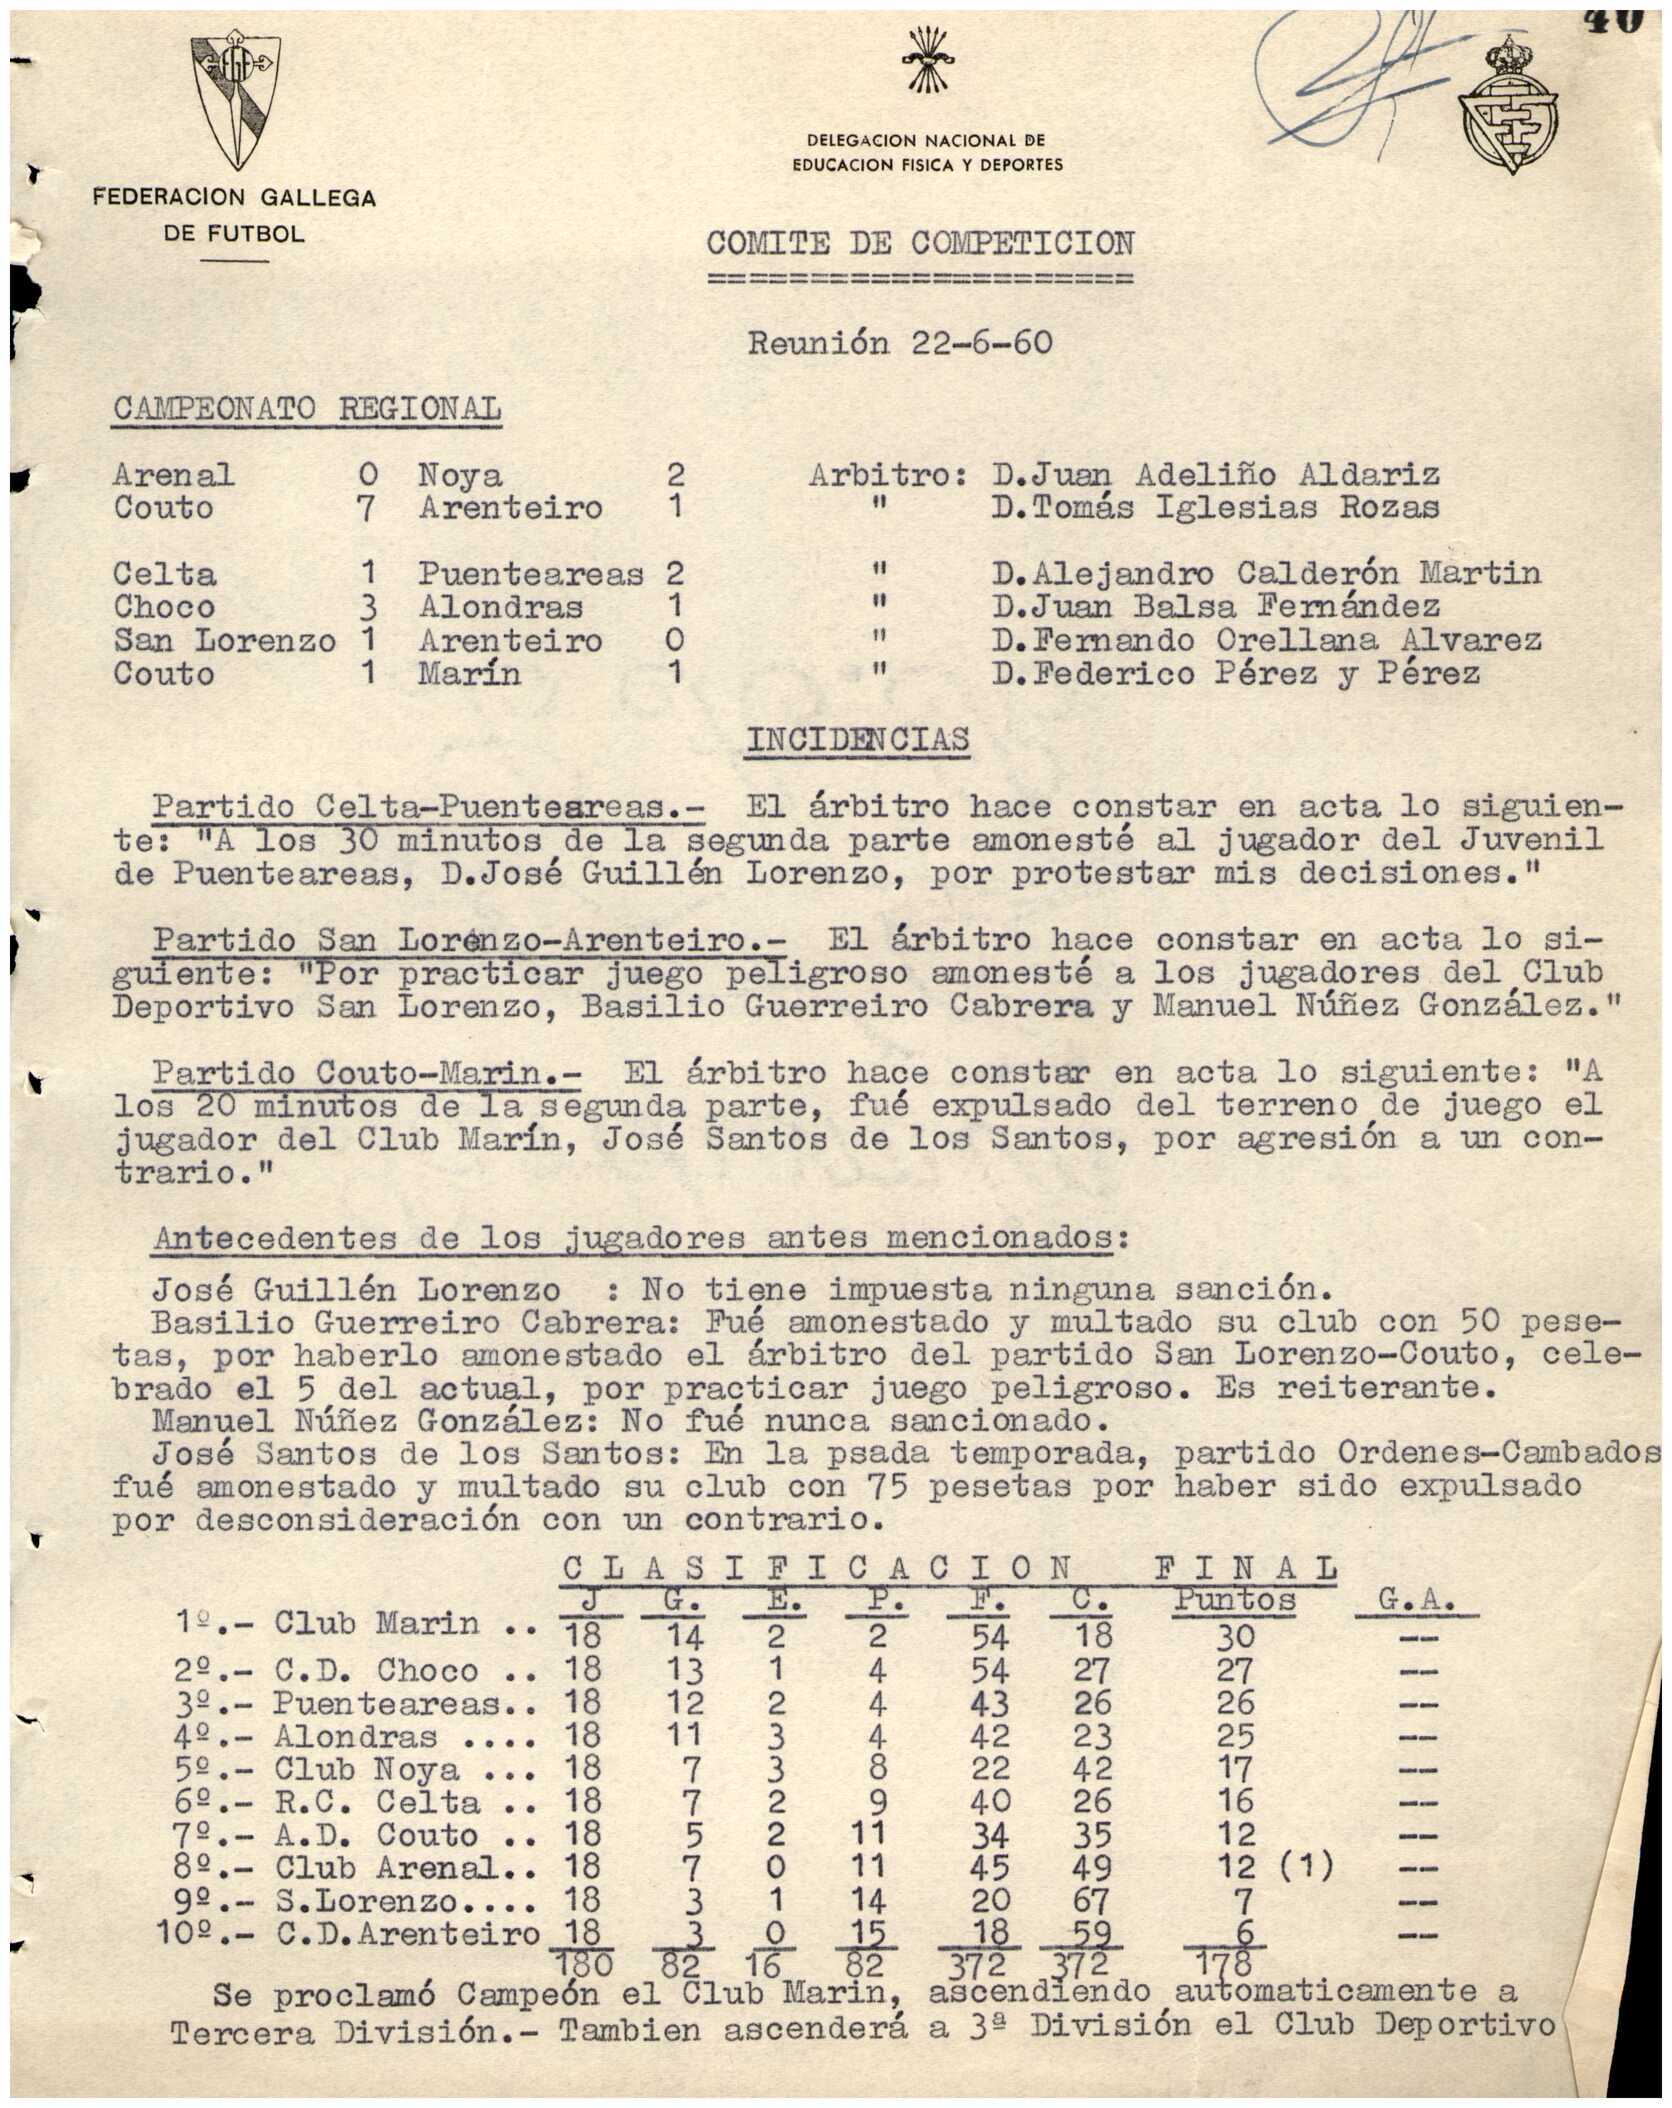 40
FEDERACION GALLEGA
DE FUTBOL
DELEGACION NACIONAL DE
EDUCACION FISICA Y DEPORTES
COMITE DE COMPETICION
=====================
Reunión 22-6-60
CAMPEONATO REGIONAL
Arenal 0 Noya 2 Arbitro: D.Juan Adeliño Aldariz
Couto 7 Arenteiro 1 " D.Tomás Iglesias Rozas
Celta 1 Puenteareas 2 " D.Alejandro Calderón Martin
Choco 3 Alondras 1 " D.Juan Balsa Fernández
San Lorenzo 1 Arenteiro 0 " D.Fernando Orellana Alvarez
Couto 1 Marín 1 " D.Federico Pérez y Pérez
INCIDENCIAS
Partido Celta-Puenteareas.- El árbitro hace constar en acta lo siguien-
te: "A los 30 minutos de la segunda parte amonesté al jugador del Juvenil
de Puenteareas, D.José Guillén Lorenzo, por protestar mis decisiones."
Partido San Lorenzo-Arenteiro.- El árbitro hace constar en acta lo si-
guiente: "Por practicar juego peligroso amonesté a los jugadores del Club
Deportivo San Lorenzo, Basilio Guerreiro Cabrera y Manuel Núñez González."
Partido Couto-Marin.- El árbitro hace constar en acta lo siguiente: "A
los 20 minutos de la segunda parte, fué expulsado del terreno de juego el
jugador del Club Marín, José Santos de los Santos, por agresión a un con-
trario."
Antecedentes de los jugadores antes mencionados:
José Guillén Lorenzo : No tiene impuesta ninguna sanción.
Basilio Guerreiro Cabrera: Fué amonestado y multado su club con 50 pese-
tas, por haberlo amonestado el árbitro del partido San Lorenzo-Couto, cele-
brado el 5 del actual, por practicar juego peligroso. Es reiterante.
Manuel Núñez González: No fué nunca sancionado.
José Santos de los Santos: En la psada temporada, partido Ordenes-Cambados
fué amonestado y multado su club con 75 pesetas por haber sido expulsado
por desconsideración con un contrario.
C L A S I F I C A C I O N F I N A L
J G. E. P. F. C. Puntos G.A.
1º.- Club Marin .. 18 14 2 2 54 18 30 --
2º.- C.D. Choco .. 18 13 1 4 54 27 27 --
3º.- Puenteareas.. 18 12 2 4 43 26 26 --
4º.- Alondras .... 18 11 3 4 42 23 25 --
5º.- Club Noya ... 18 7 3 8 22 42 17 --
6º.- R.C. Celta .. 18 7 2 9 40 26 16 --
7º.- A.D. Couto .. 18 5 2 11 34 35 12 --
8º.- Club Arenal.. 18 7 0 11 45 49 12 (1) --
9º.- S.Lorenzo.... 18 3 1 14 20 67 7 --
10º.- C.D.Arenteiro 18 3 0 15 18 59 6 --
180 82 16 82 372 372 178
Se proclamó Campeón el Club Marin, ascendiendo automaticamente a
Tercera División.- Tambien ascenderá a 3ª División el Club Deportivo